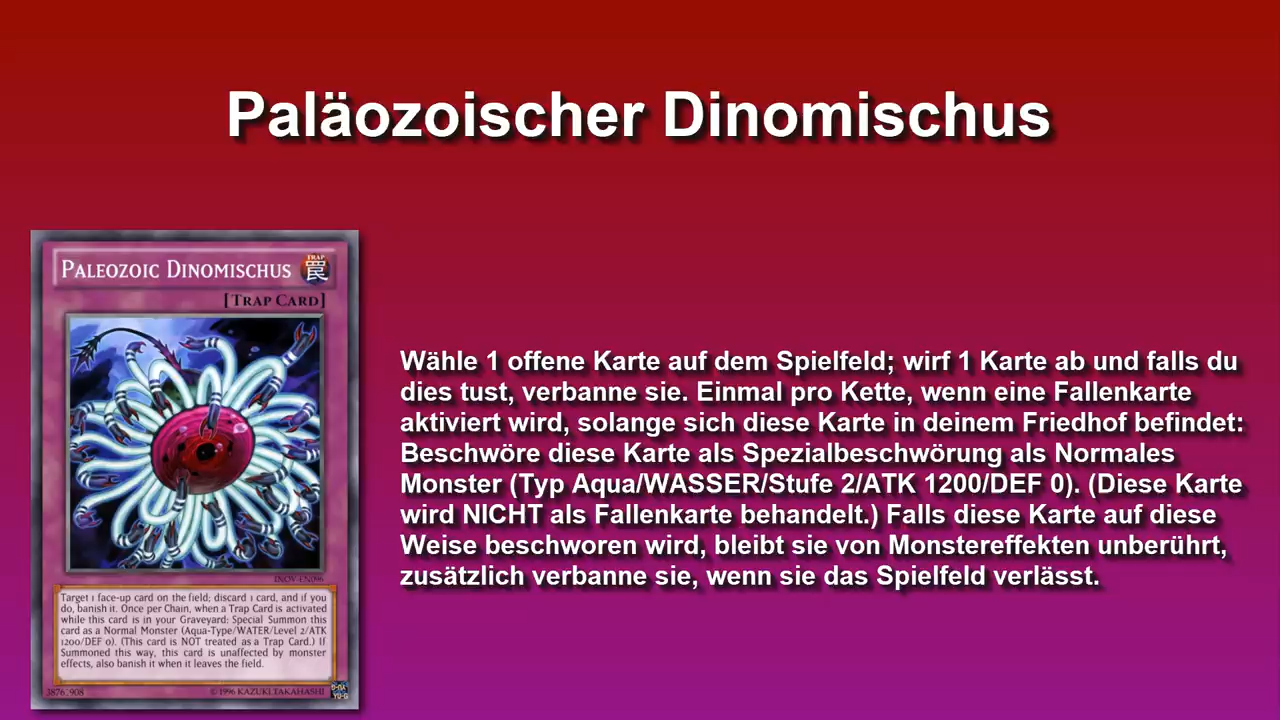 Paläozoischer Dinomischus
Paleozoic Dinomischus
TRAP
罠
[Trap Card]
INOV-EN096
Target 1 face-up card on the field; discard 1 card, and if you
do, banish it. Once per Chain, when a Trap Card is activated
while this card is in your Graveyard: Special Summon this
card as a Normal Monster (Aqua-Type/WATER/Level 2/ATK
1200/DEF 0). (This card is NOT treated as a Trap Card.) If
Summoned this way, this card is unaffected by monster
effects, also banish it when it leaves the field.
© 1996 KAZUKI TAKAHASHI
Wähle 1 offene Karte auf dem Spielfeld; wirf 1 Karte ab und falls du
dies tust, verbanne sie. Einmal pro Kette, wenn eine Fallenkarte
aktiviert wird, solange sich diese Karte in deinem Friedhof befindet:
Beschwöre diese Karte als Spezialbeschwörung als Normales
Monster (Typ Aqua/WASSER/Stufe 2/ATK 1200/DEF 0). (Diese Karte
wird NICHT als Fallenkarte behandelt.) Falls diese Karte auf diese
Weise beschworen wird, bleibt sie von Monstereffekten unberührt,
zusätzlich verbanne sie, wenn sie das Spielfeld verlässt.